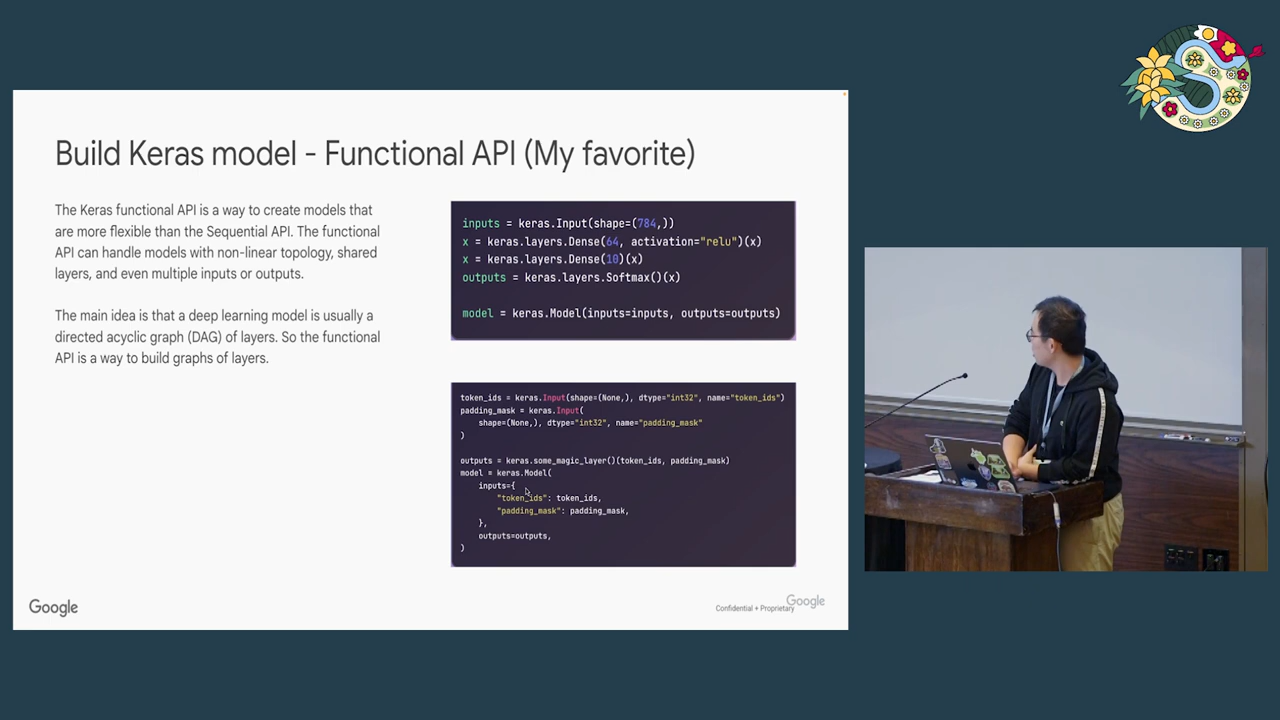 Build Keras model - Functional API (My favorite)
The Keras functional API is a way to create models that
are more flexible than the Sequential API. The functional
API can handle models with non-linear topology, shared
layers, and even multiple inputs or outputs.
The main idea is that a deep learning model is usually a
directed acyclic graph (DAG) of layers. So the functional
API is a way to build graphs of layers.
inputs = keras.Input(shape=(784,))
x = keras.layers.Dense(64, activation="relu")(x)
x = keras.layers.Dense(10)(x)
outputs = keras.layers.Softmax()(x)
model = keras.Model(inputs=inputs, outputs=outputs)
token_ids = keras.Input(shape=(None,), dtype="int32", name="token_ids")
padding_mask = keras.Input(
    shape=(None,), dtype="int32", name="padding_mask"
)
outputs = keras.some_magic_layer()(token_ids, padding_mask)
model = keras.Model(
    inputs={
        "token_ids": token_ids,
        "padding_mask": padding_mask,
    },
    outputs=outputs,
)
Google
Confidential + Proprietary
Google